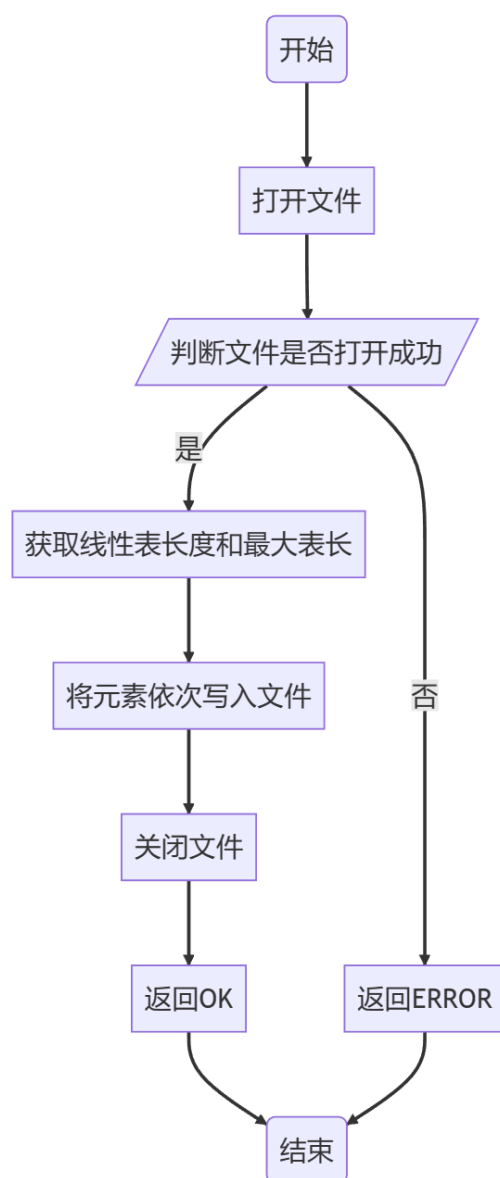 开始
打开文件
判断文件是否打开成功
是
获取线性表长度和最大表长
将元素依次写入文件
否
关闭文件
返回OK
返回ERROR
结束